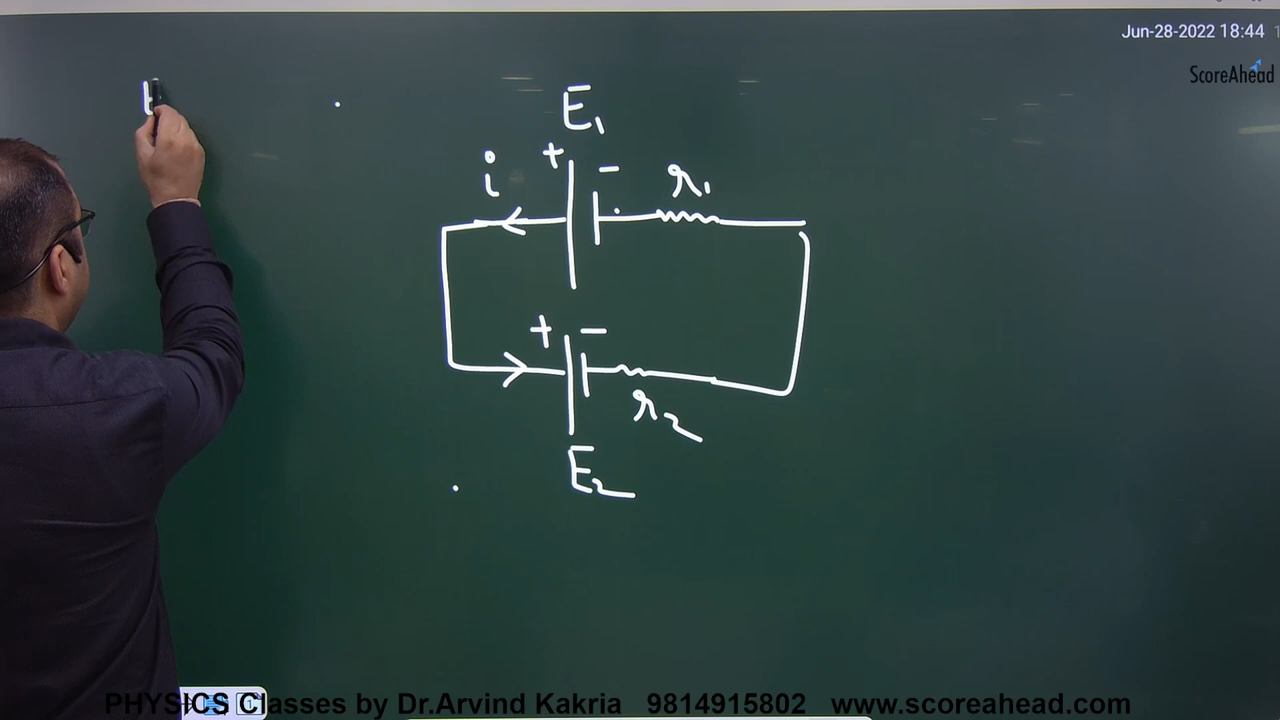 Jun-28-2022 18:44
ScoreAhead
E₁
i + - r₁
+ -
r₂
E₂
PHYSICS Classes by Dr.Arvind Kakria 9814915802 www.scoreahead.com